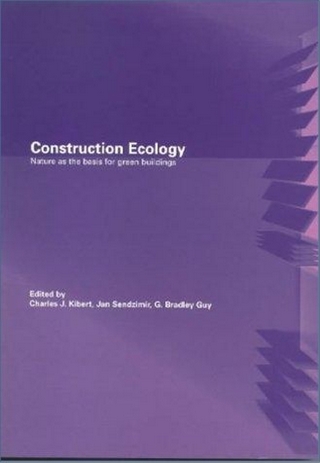 Construction Ecology
Nature as the basis for green buildings
Edited by
Charles J. Kibert, Jan Sendzimir, G. Bradley Guy